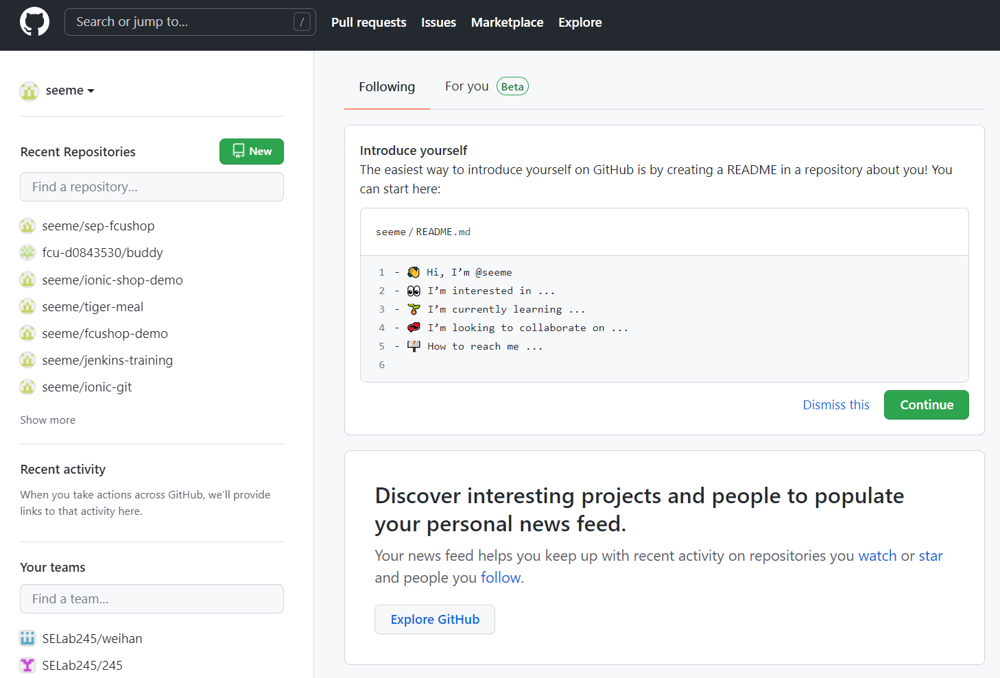 Search or jump to...
/
Pull requests
Issues
Marketplace
Explore
seeme
Recent Repositories
New
Find a repository...
seeme/sep-fcushop
fcu-d0843530/buddy
seeme/ionic-shop-demo
seeme/tiger-meal
seeme/fcushop-demo
seeme/jenkins-training
seeme/ionic-git
Show more
Recent activity
When you take actions across GitHub, we’ll provide
links to that activity here.
Your teams
Find a team...
SELab245/weihan
SELab245/245
Following
For you
Beta
Introduce yourself
The easiest way to introduce yourself on GitHub is by creating a README in a repository about you! You
can start here:
seeme / README.md
1 - 👋 Hi, I’m @seeme
2 - 👀 I’m interested in ...
3 - 🌱 I’m currently learning ...
4 - 💞️ I’m looking to collaborate on ...
5 - 📫 How to reach me ...
6
Dismiss this
Continue
Discover interesting projects and people to populate
your personal news feed.
Your news feed helps you keep up with recent activity on repositories you watch or star
and people you follow.
Explore GitHub